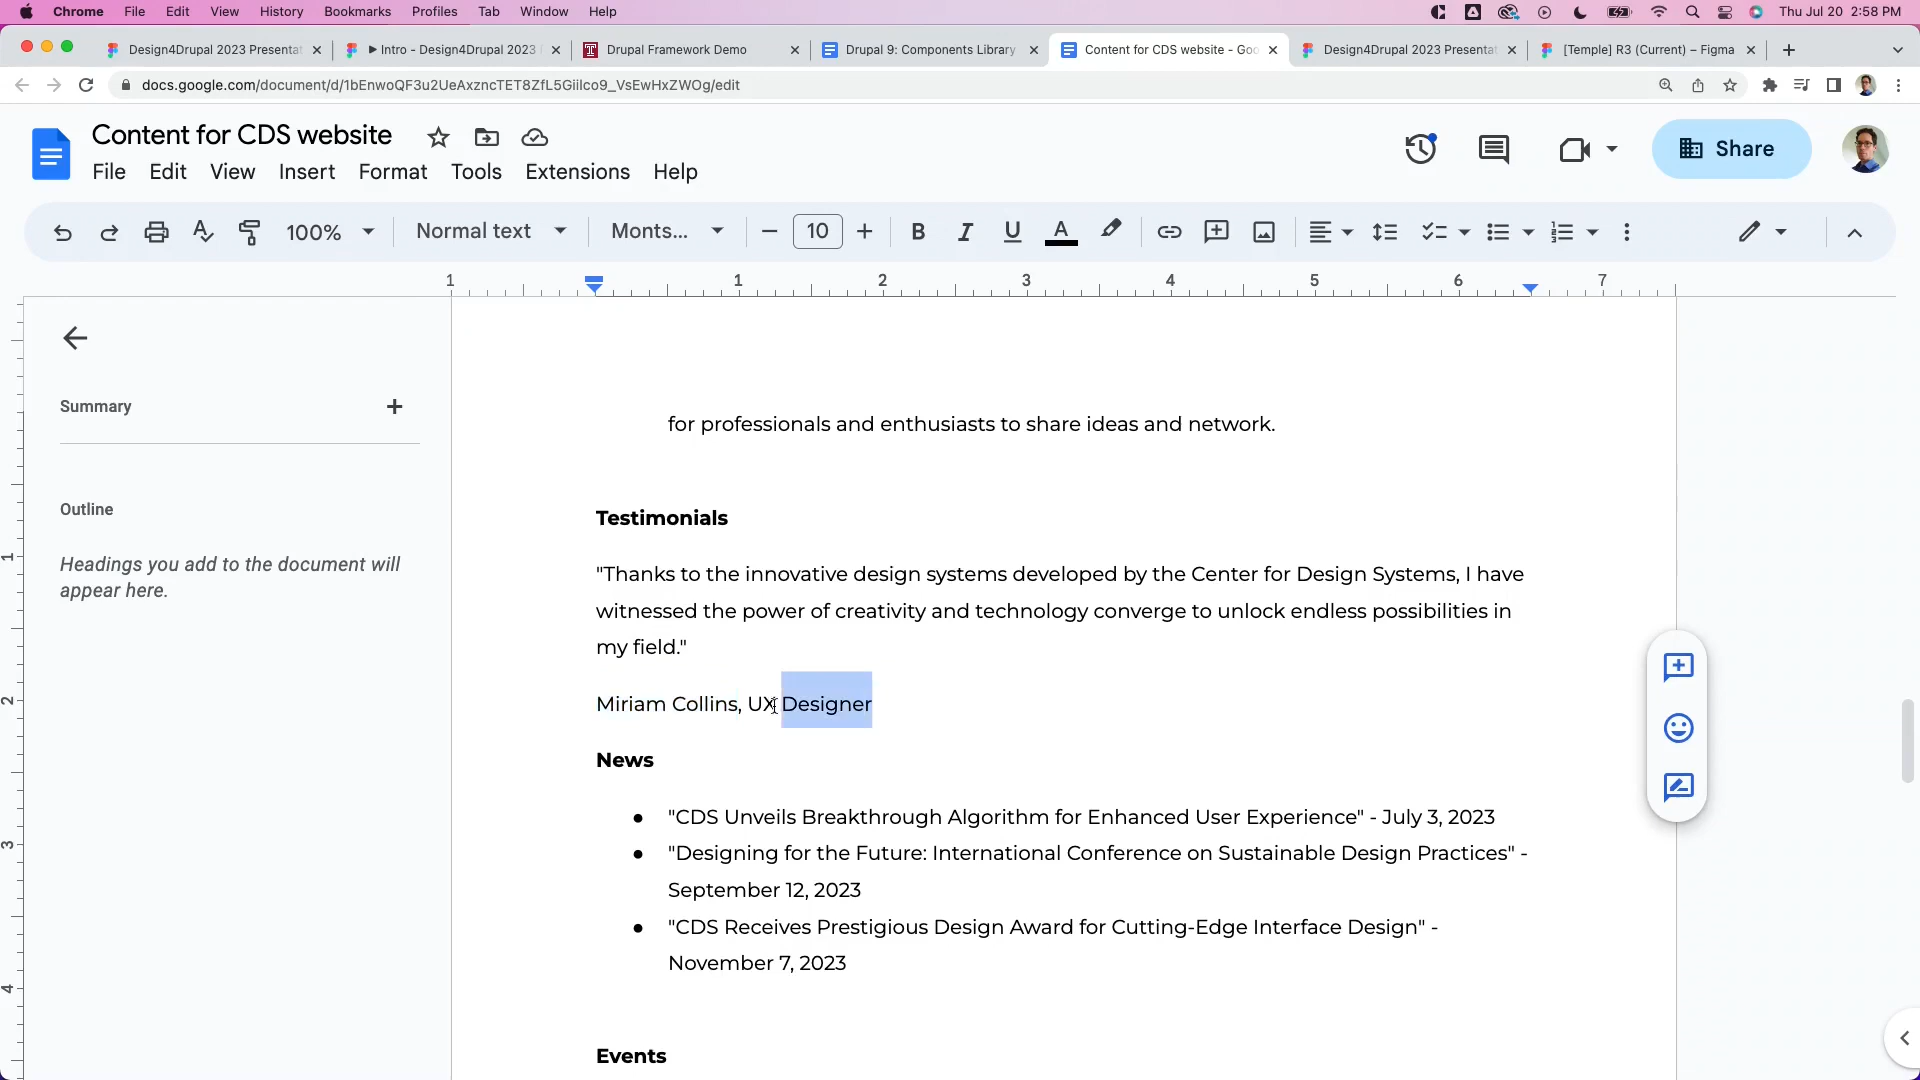 Chrome File Edit View History Bookmarks Profiles Tab Window Help Thu Jul 20 2:58 PM
Design4Drupal 2023 Presentat Intro - Design4Drupal 2023 Drupal Framework Demo Drupal 9: Components Library Content for CDS website - Goo Design4Drupal 2023 Presentat [Temple] R3 (Current) – Figma
docs.google.com/document/d/1bEnwoQF3u2UeAxzncTET8ZfL5Giilco9_VsEwHxZWOg/edit
Content for CDS website
Share
File Edit View Insert Format Tools Extensions Help
100% Normal text Monts... 10 B I U A
1 1 2 3 4 5 6 7
Summary
Outline
Headings you add to the document will
appear here.
for professionals and enthusiasts to share ideas and network.
Testimonials
"Thanks to the innovative design systems developed by the Center for Design Systems, I have
witnessed the power of creativity and technology converge to unlock endless possibilities in
my field."
Miriam Collins, UX Designer
News
● "CDS Unveils Breakthrough Algorithm for Enhanced User Experience" - July 3, 2023
● "Designing for the Future: International Conference on Sustainable Design Practices" -
September 12, 2023
● "CDS Receives Prestigious Design Award for Cutting-Edge Interface Design" -
November 7, 2023
Events
1
2
3
4